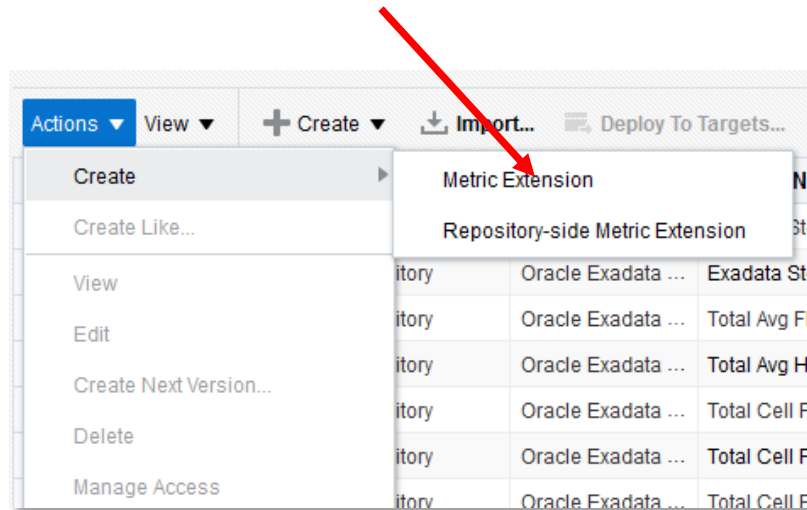 Actions ▼ View ▼ Create ▼ Import... Deploy To Targets...
Create Metric Extension N
Create Like... Repository-side Metric Extension St
View itory Oracle Exadata ... Exadata St
Edit itory Oracle Exadata ... Total Avg Fl
Create Next Version... itory Oracle Exadata ... Total Avg H
itory Oracle Exadata ... Total Cell F
Delete itory Oracle Exadata ... Total Cell F
Manage Access itory Oracle Exadata ... Total Cell F